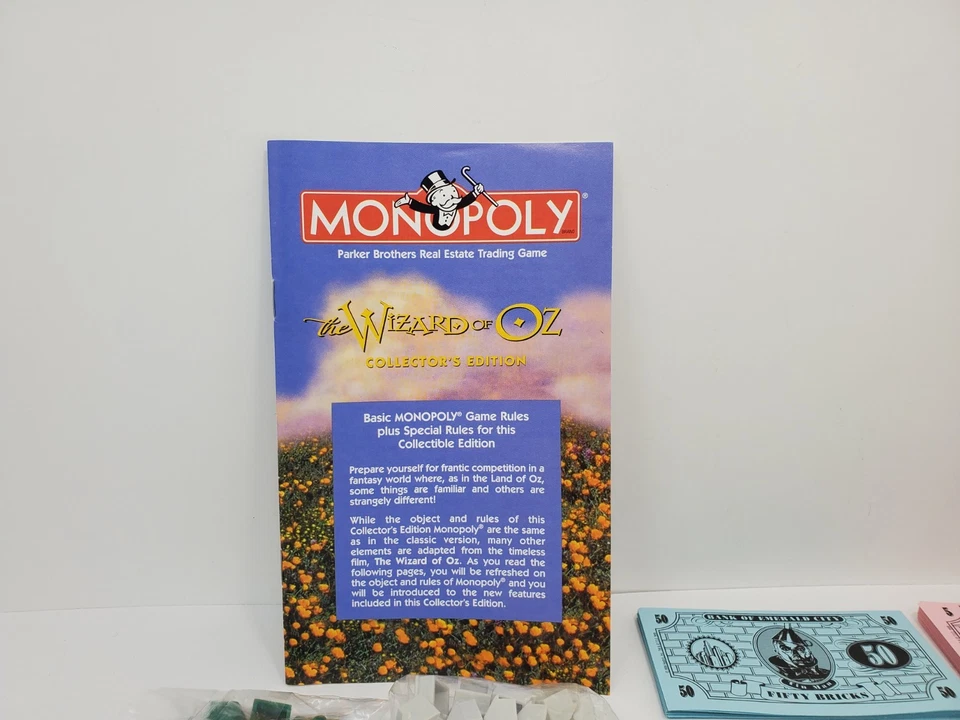 MONOPOLY®
Parker Brothers Real Estate Trading Game
the WIZARD OF OZ
COLLECTOR'S EDITION
Basic MONOPOLY® Game Rules
plus Special Rules for this
Collectible Edition
Prepare yourself for frantic competition in a
fantasy world where, as in the Land of Oz,
some things are familiar and others are
strangely different!
While the object and rules of this
Collector's Edition Monopoly® are the same
as in the classic version, many other
elements are adapted from the timeless
film, The Wizard of Oz. As you read the
following pages, you will be refreshed on
the object and rules of Monopoly® and you
will be introduced to the new features
included in this Collector's Edition.
50 BANK OF EMERALD CITY 50
50
TIN MAN
50 FIFTY BRICKS 50
5